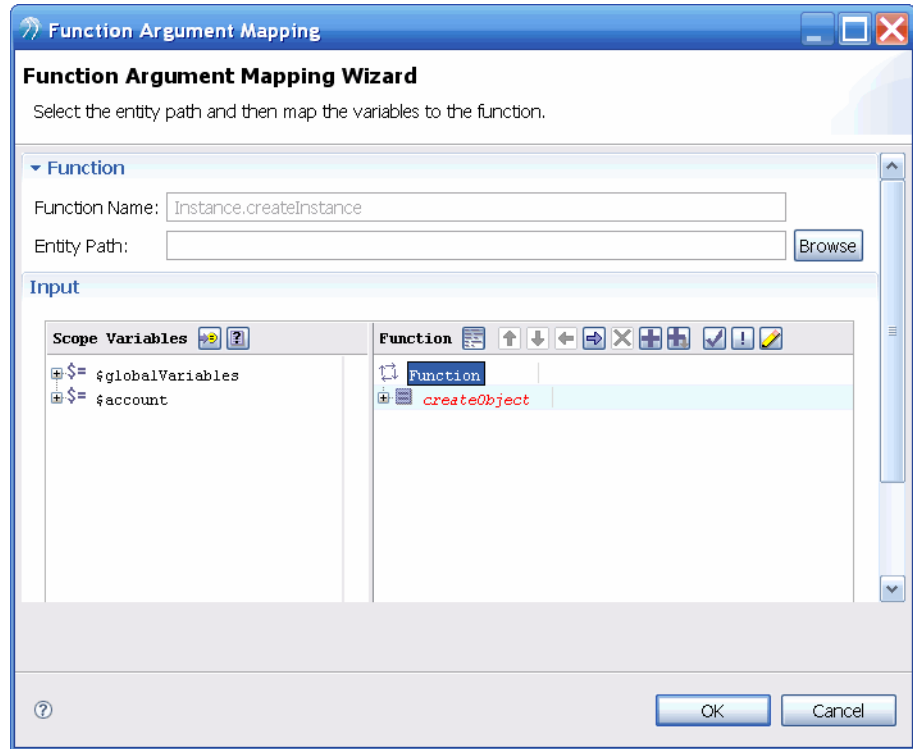 Function Argument Mapping
Function Argument Mapping Wizard
Select the entity path and then map the variables to the function.
Function
Function Name: Instance.createInstance
Entity Path: Browse
Input
Scope Variables Function
$= $globalVariables
$= $account
Function
createObject
OK Cancel